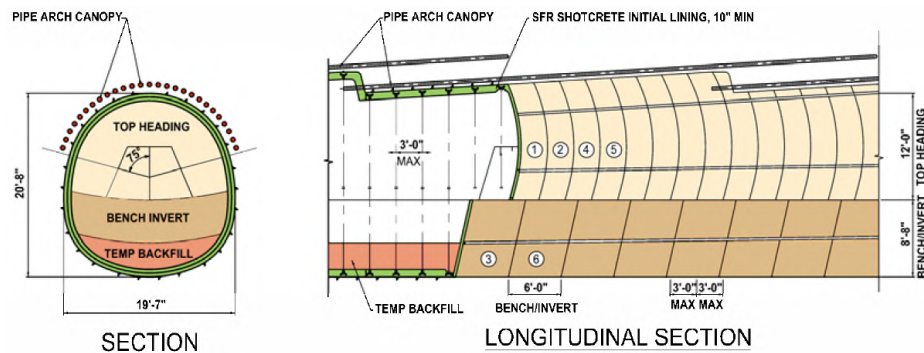 PIPE ARCH CANOPY
TOP HEADING
75°
BENCH INVERT
TEMP BACKFILL
20'-8"
19'-7"
SECTION
PIPE ARCH CANOPY
SFR SHOTCRETE INITIAL LINING, 10" MIN
3'-0"
MAX
1
2
4
5
3
6
12'-0"
TOP HEADING
8'-8"
BENCH/INVERT
TEMP BACKFILL
6'-0"
BENCH/INVERT
3'-0" 3'-0"
MAX MAX
LONGITUDINAL SECTION